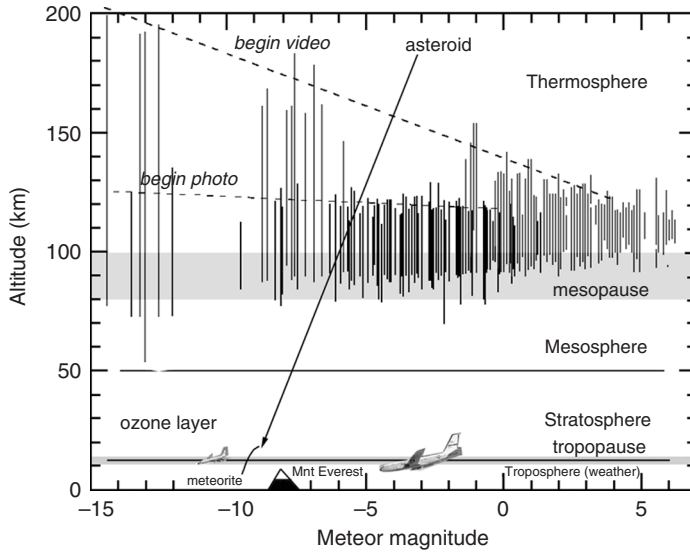 200
begin video
asteroid
Thermosphere
150
begin photo
Altitude (km)
100
mesopause
Mesosphere
50
ozone layer
Stratosphere
tropopause
meteorite
Mnt Everest
Troposphere (weather)
0
−15
−10
−5
0
5
Meteor magnitude